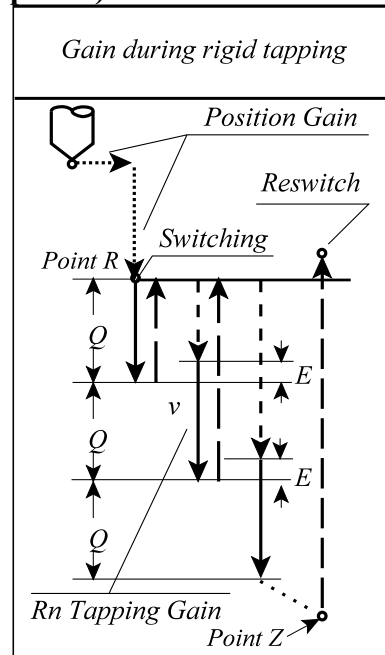 Gain during rigid tapping
Position Gain
Reswitch
Switching
Point R
Q
E
v
Q
E
Q
Rn Tapping Gain
Point Z